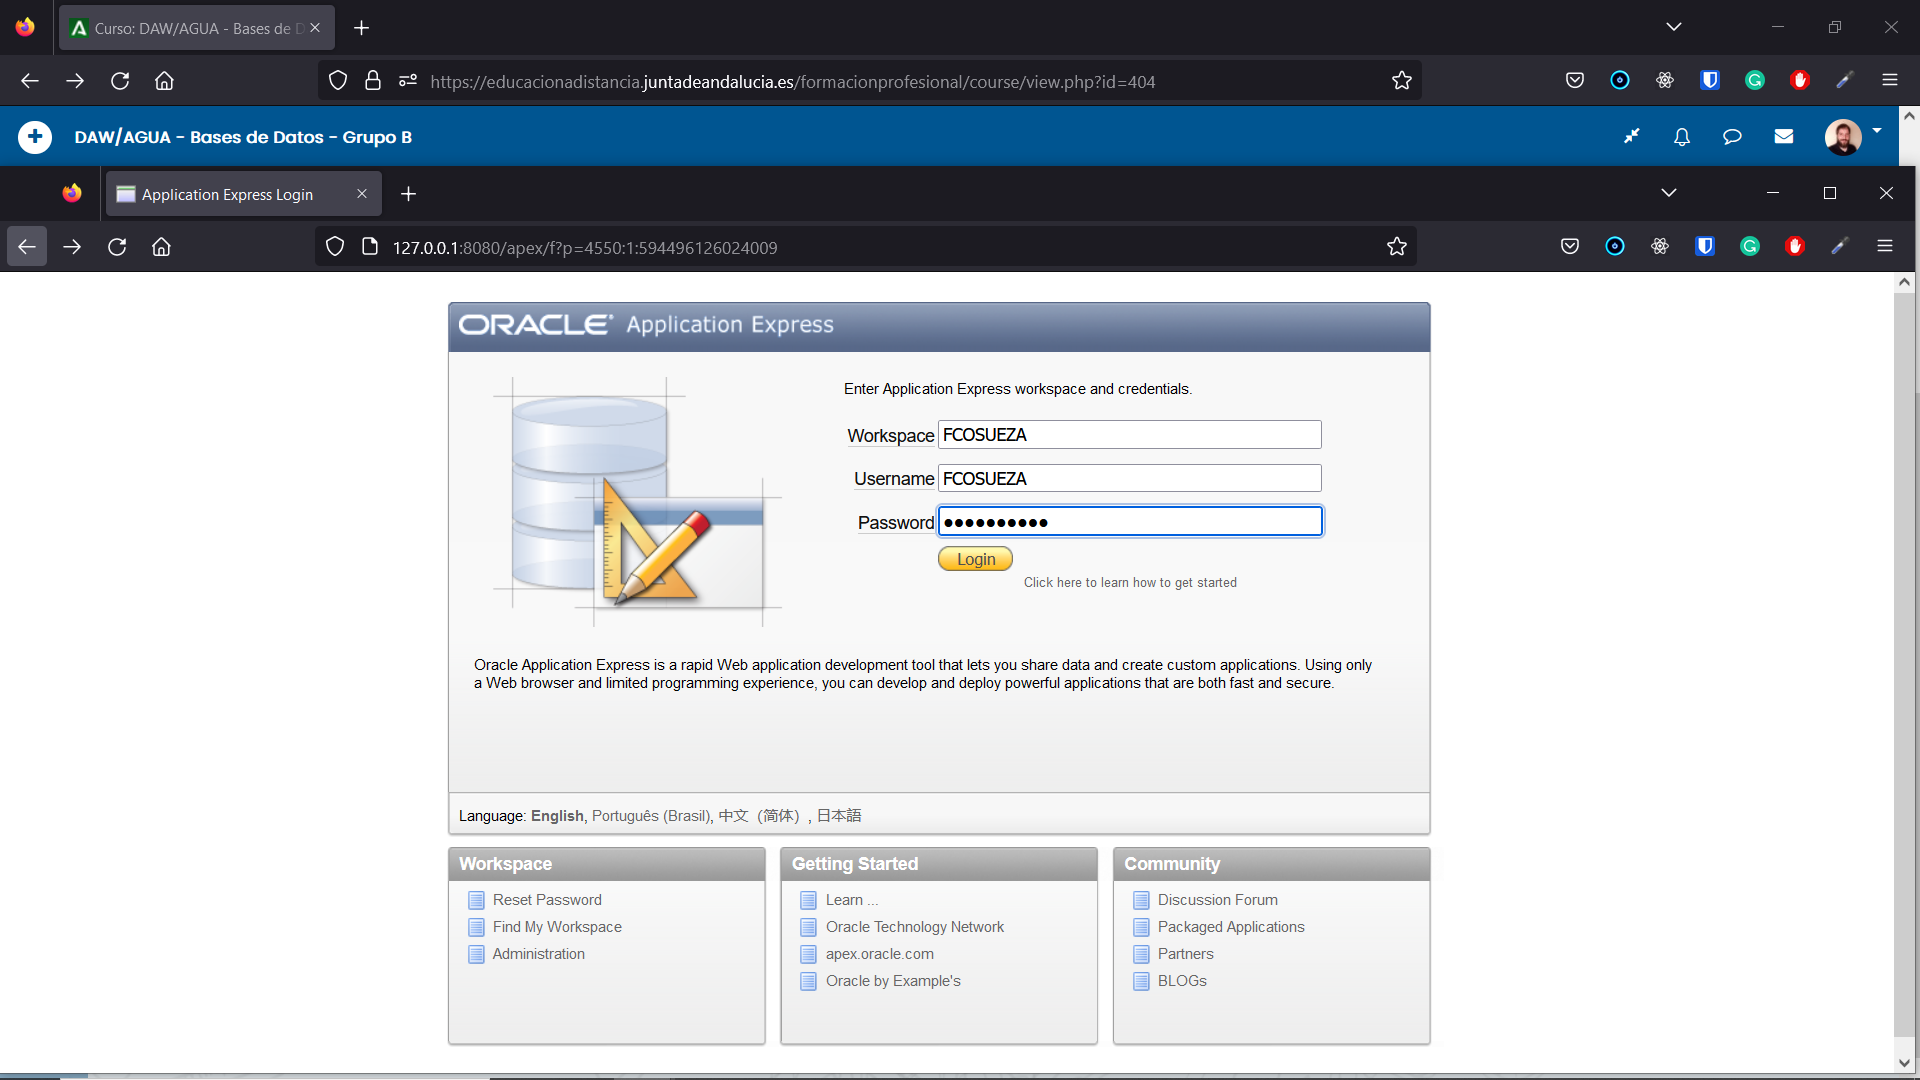 Curso: DAW/AGUA - Bases de D
https://educacionadistancia.juntadeandalucia.es/formacionprofesional/course/view.php?id=404
DAW/AGUA - Bases de Datos - Grupo B
Application Express Login
127.0.0.1:8080/apex/f?p=4550:1:594496126024009
ORACLE Application Express
Enter Application Express workspace and credentials.
Workspace FCOSUEZA
Username FCOSUEZA
Password ●●●●●●●●●●
Login
Click here to learn how to get started
Oracle Application Express is a rapid Web application development tool that lets you share data and create custom applications. Using only
a Web browser and limited programming experience, you can develop and deploy powerful applications that are both fast and secure.
Language: English, Português (Brasil), 中文（简体）, 日本語
Workspace
Reset Password
Find My Workspace
Administration
Getting Started
Learn ...
Oracle Technology Network
apex.oracle.com
Oracle by Example's
Community
Discussion Forum
Packaged Applications
Partners
BLOGs